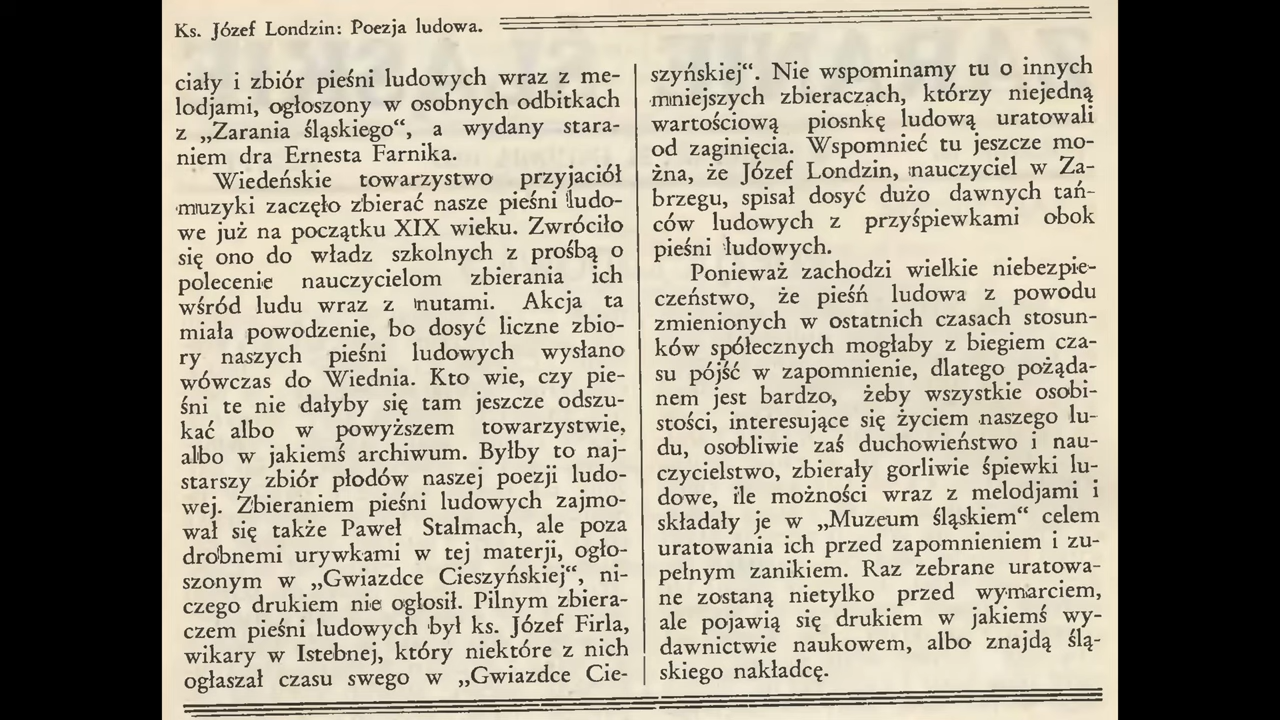 Ks. Józef Londzin: Poezja ludowa.
ciały i zbiór pieśni ludowych wraz z me-
lodjami, ogłoszony w osobnych odbitkach
z „Zarania śląskiego“, a wydany stara-
niem dra Ernesta Farnika.
Wiedeńskie towarzystwo przyjaciół
muzyki zaczęło zbierać nasze pieśni ludo-
we już na początku XIX wieku. Zwróciło
się ono do władz szkolnych z prośbą o
polecenie nauczycielom zbierania ich
wśród ludu wraz z nutami. Akcja ta
miała powodzenie, bo dosyć liczne zbio-
ry naszych pieśni ludowych wysłano
wówczas do Wiednia. Kto wie, czy pie-
śni te nie dałyby się tam jeszcze odszu-
kać albo w powyższem towarzystwie,
albo w jakiemś archiwum. Byłby to naj-
starszy zbiór płodów naszej poezji ludo-
wej. Zbieraniem pieśni ludowych zajmo-
wał się także Paweł Stalmach, ale poza
drobnemi urywkami w tej materji, ogło-
szonym w „Gwiazdce Cieszyńskiej“, ni-
czego drukiem nie ogłosił. Pilnym zbiera-
czem pieśni ludowych był ks. Józef Firla,
wikary w Istebnej, który niektóre z nich
ogłaszał czasu swego w „Gwiazdce Cie-
szyńskiej“. Nie wspominamy tu o innych
mniejszych zbieraczach, którzy niejedną
wartościową piosnkę ludową uratowali
od zaginięcia. Wspomnieć tu jeszcze mo-
żna, że Józef Londzin, nauczyciel w Za-
brzegu, spisał dosyć dużo dawnych tań-
ców ludowych z przyśpiewkami obok
pieśni ludowych.
Ponieważ zachodzi wielkie niebezpie-
czeństwo, że pieśń ludowa z powodu
zmienionych w ostatnich czasach stosun-
ków spółecznych mogłaby z biegiem cza-
su pójść w zapomnienie, dlatego pożąda-
nem jest bardzo, żeby wszystkie osobi-
stości, interesujące się życiem naszego lu-
du, osobliwie zaś duchowieństwo i nau-
czycielstwo, zbierały gorliwie śpiewki lu-
dowe, ile możności wraz z melodjami i
składały je w „Muzeum śląskiem“ celem
uratowania ich przed zapomnieniem i zu-
pełnym zanikiem. Raz zebrane uratowa-
ne zostaną nietylko przed wymarciem,
ale pojawią się drukiem w jakiemś wy-
dawnictwie naukowem, albo znajdą ślą-
skiego nakładcę.